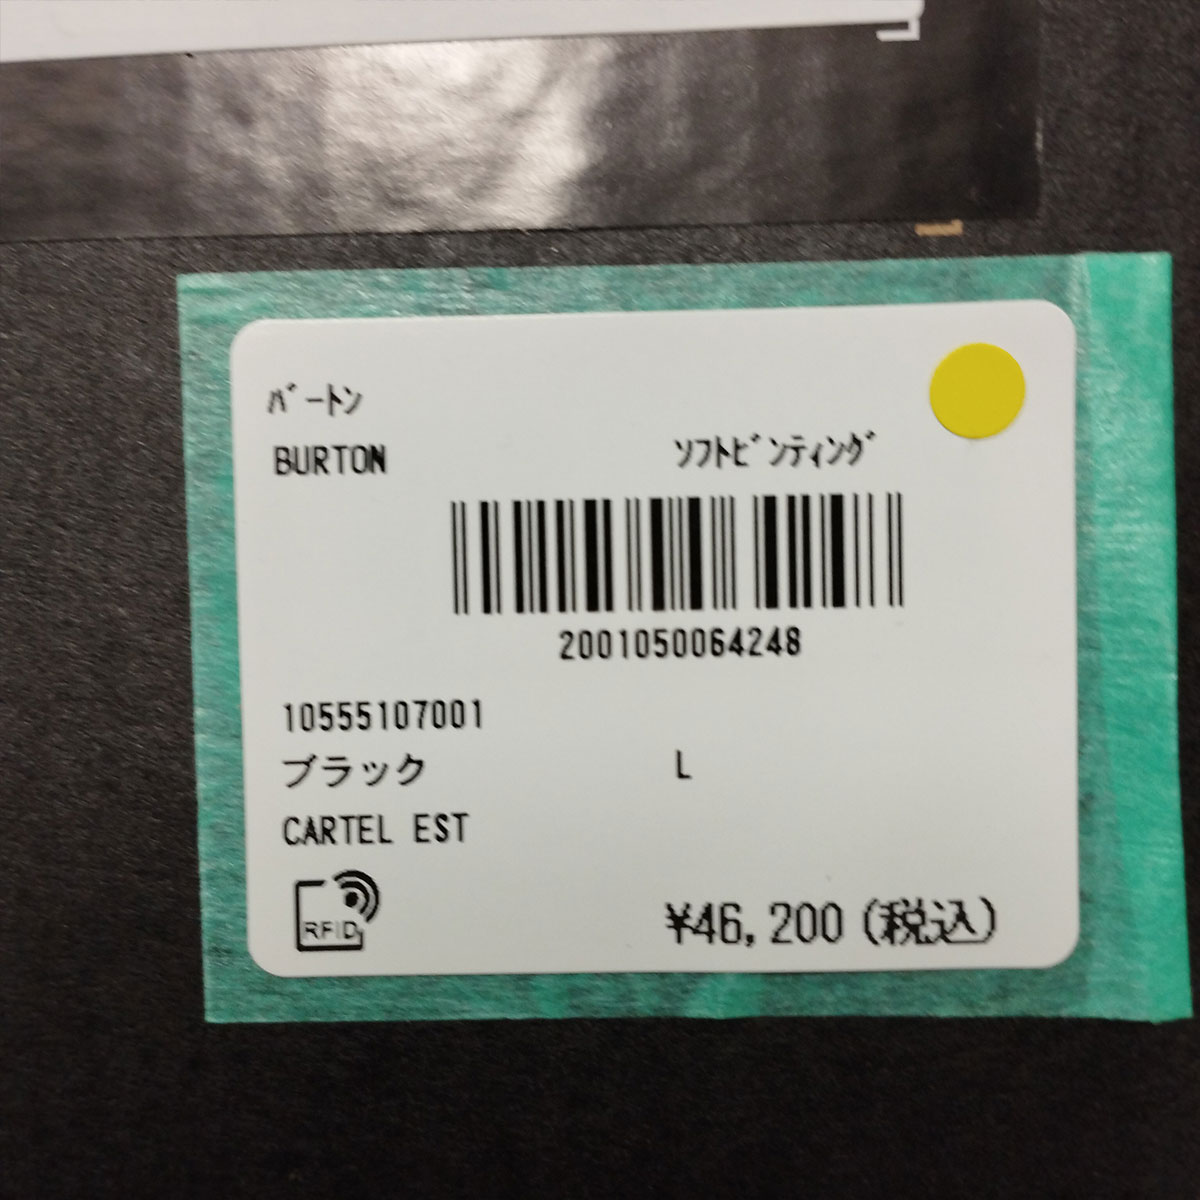 ﾊﾞｰﾄﾝ
BURTON
ｿﾌﾄﾋﾞﾝﾃｨﾝｸﾞ
2001050064248
10555107001
ブラック L
CARTEL EST
RFID
¥46,200(税込)